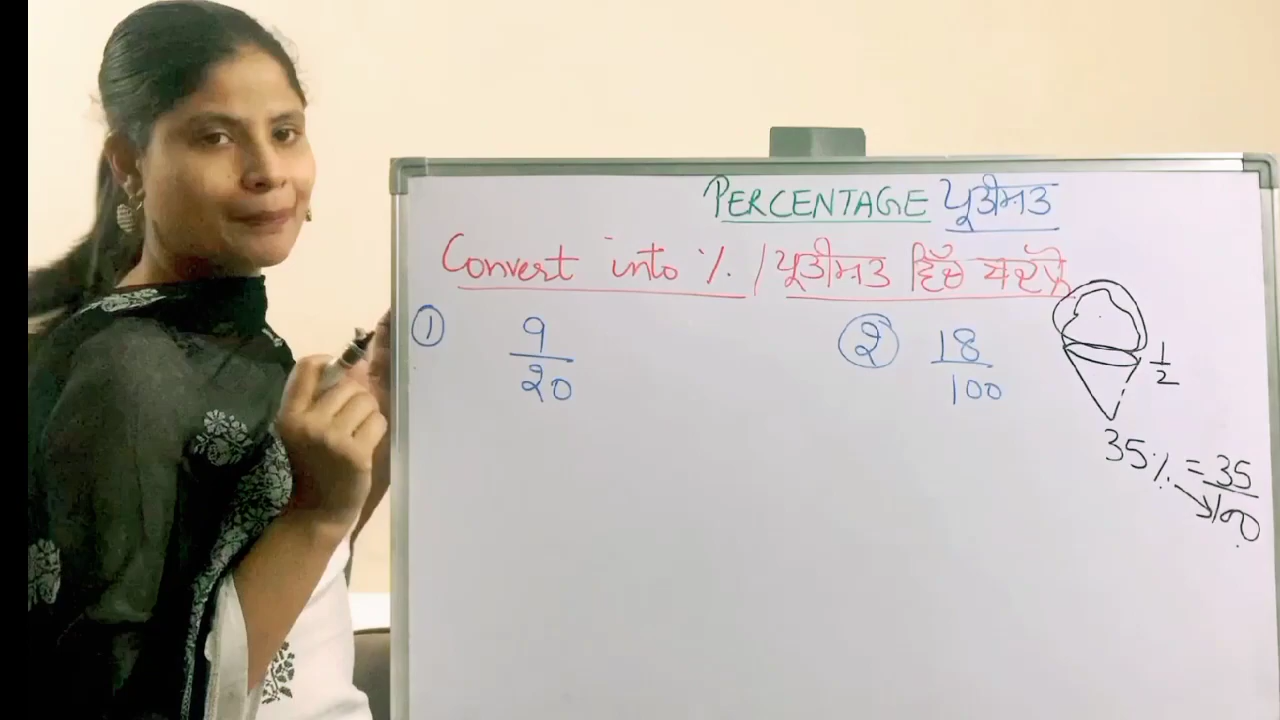 PERCENTAGE ਪ੍ਰਤੀਸ਼ਤ
Convert into % / ਪ੍ਰਤੀਸ਼ਤ ਵਿੱਚ ਬਦਲੋ
① 9/20
② 18/100
1/2
35% = 35/100